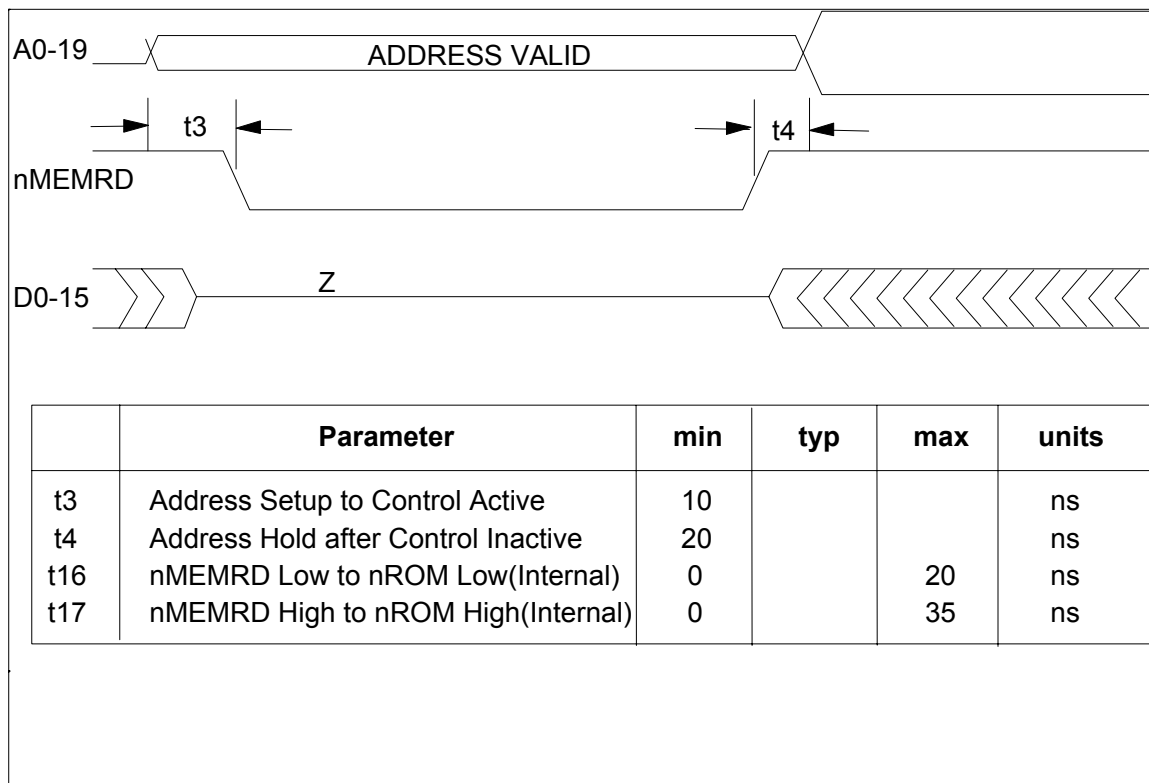 A0-19 ADDRESS VALID
t3 t4
nMEMRD
D0-15 Z
Parameter min typ max units
t3 Address Setup to Control Active 10 ns
t4 Address Hold after Control Inactive 20 ns
t16 nMEMRD Low to nROM Low(Internal) 0 20 ns
t17 nMEMRD High to nROM High(Internal) 0 35 ns